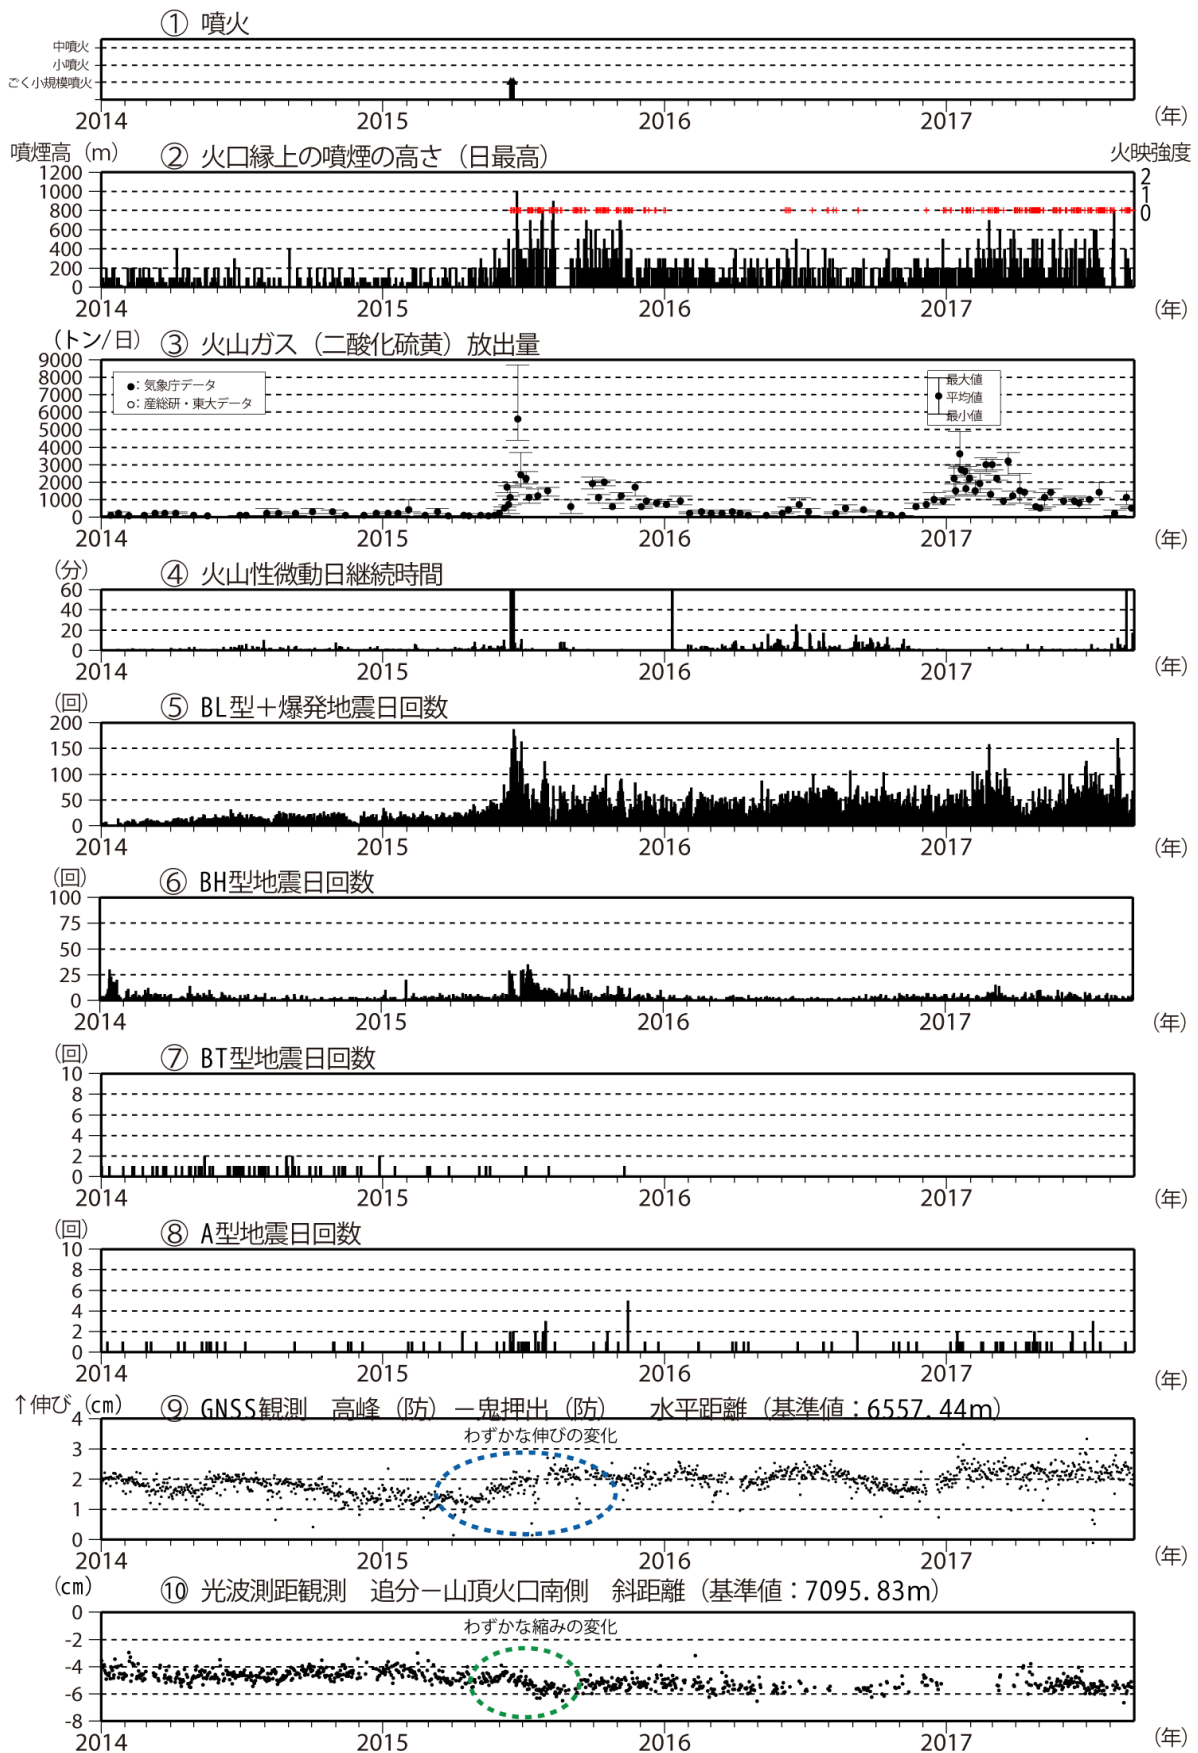 ① 噴火
中噴火
小噴火
ごく小規模噴火
2014 2015 2016 2017 (年)
噴煙高 (m) ② 火口縁上の噴煙の高さ (日最高) 火映強度
1200
1000
800
600
400
200
0
2
1
0
2014 2015 2016 2017 (年)
(トン/日) ③ 火山ガス (二酸化硫黄) 放出量
9000
8000
7000
6000
5000
4000
3000
2000
1000
0
●: 気象庁データ
○: 産総研・東大データ
最大値
平均値
最小値
2014 2015 2016 2017 (年)
(分) ④ 火山性微動日継続時間
60
40
20
0
2014 2015 2016 2017 (年)
(回) ⑤ BL型+爆発地震日回数
200
150
100
50
0
2014 2015 2016 2017 (年)
(回) ⑥ BH型地震日回数
100
75
50
25
0
2014 2015 2016 2017 (年)
(回) ⑦ BT型地震日回数
10
8
6
4
2
0
2014 2015 2016 2017 (年)
(回) ⑧ A型地震日回数
10
8
6
4
2
0
2014 2015 2016 2017 (年)
↑伸び (cm) ⑨ GNSS観測 高峰(防)-鬼押出(防) 水平距離(基準値:6557.44m)
わずかな伸びの変化
4
3
2
1
0
2014 2015 2016 2017 (年)
(cm) ⑩ 光波測距観測 追分-山頂火口南側 斜距離(基準値:7095.83m)
わずかな縮みの変化
0
-2
-4
-6
-8
2014 2015 2016 2017 (年)